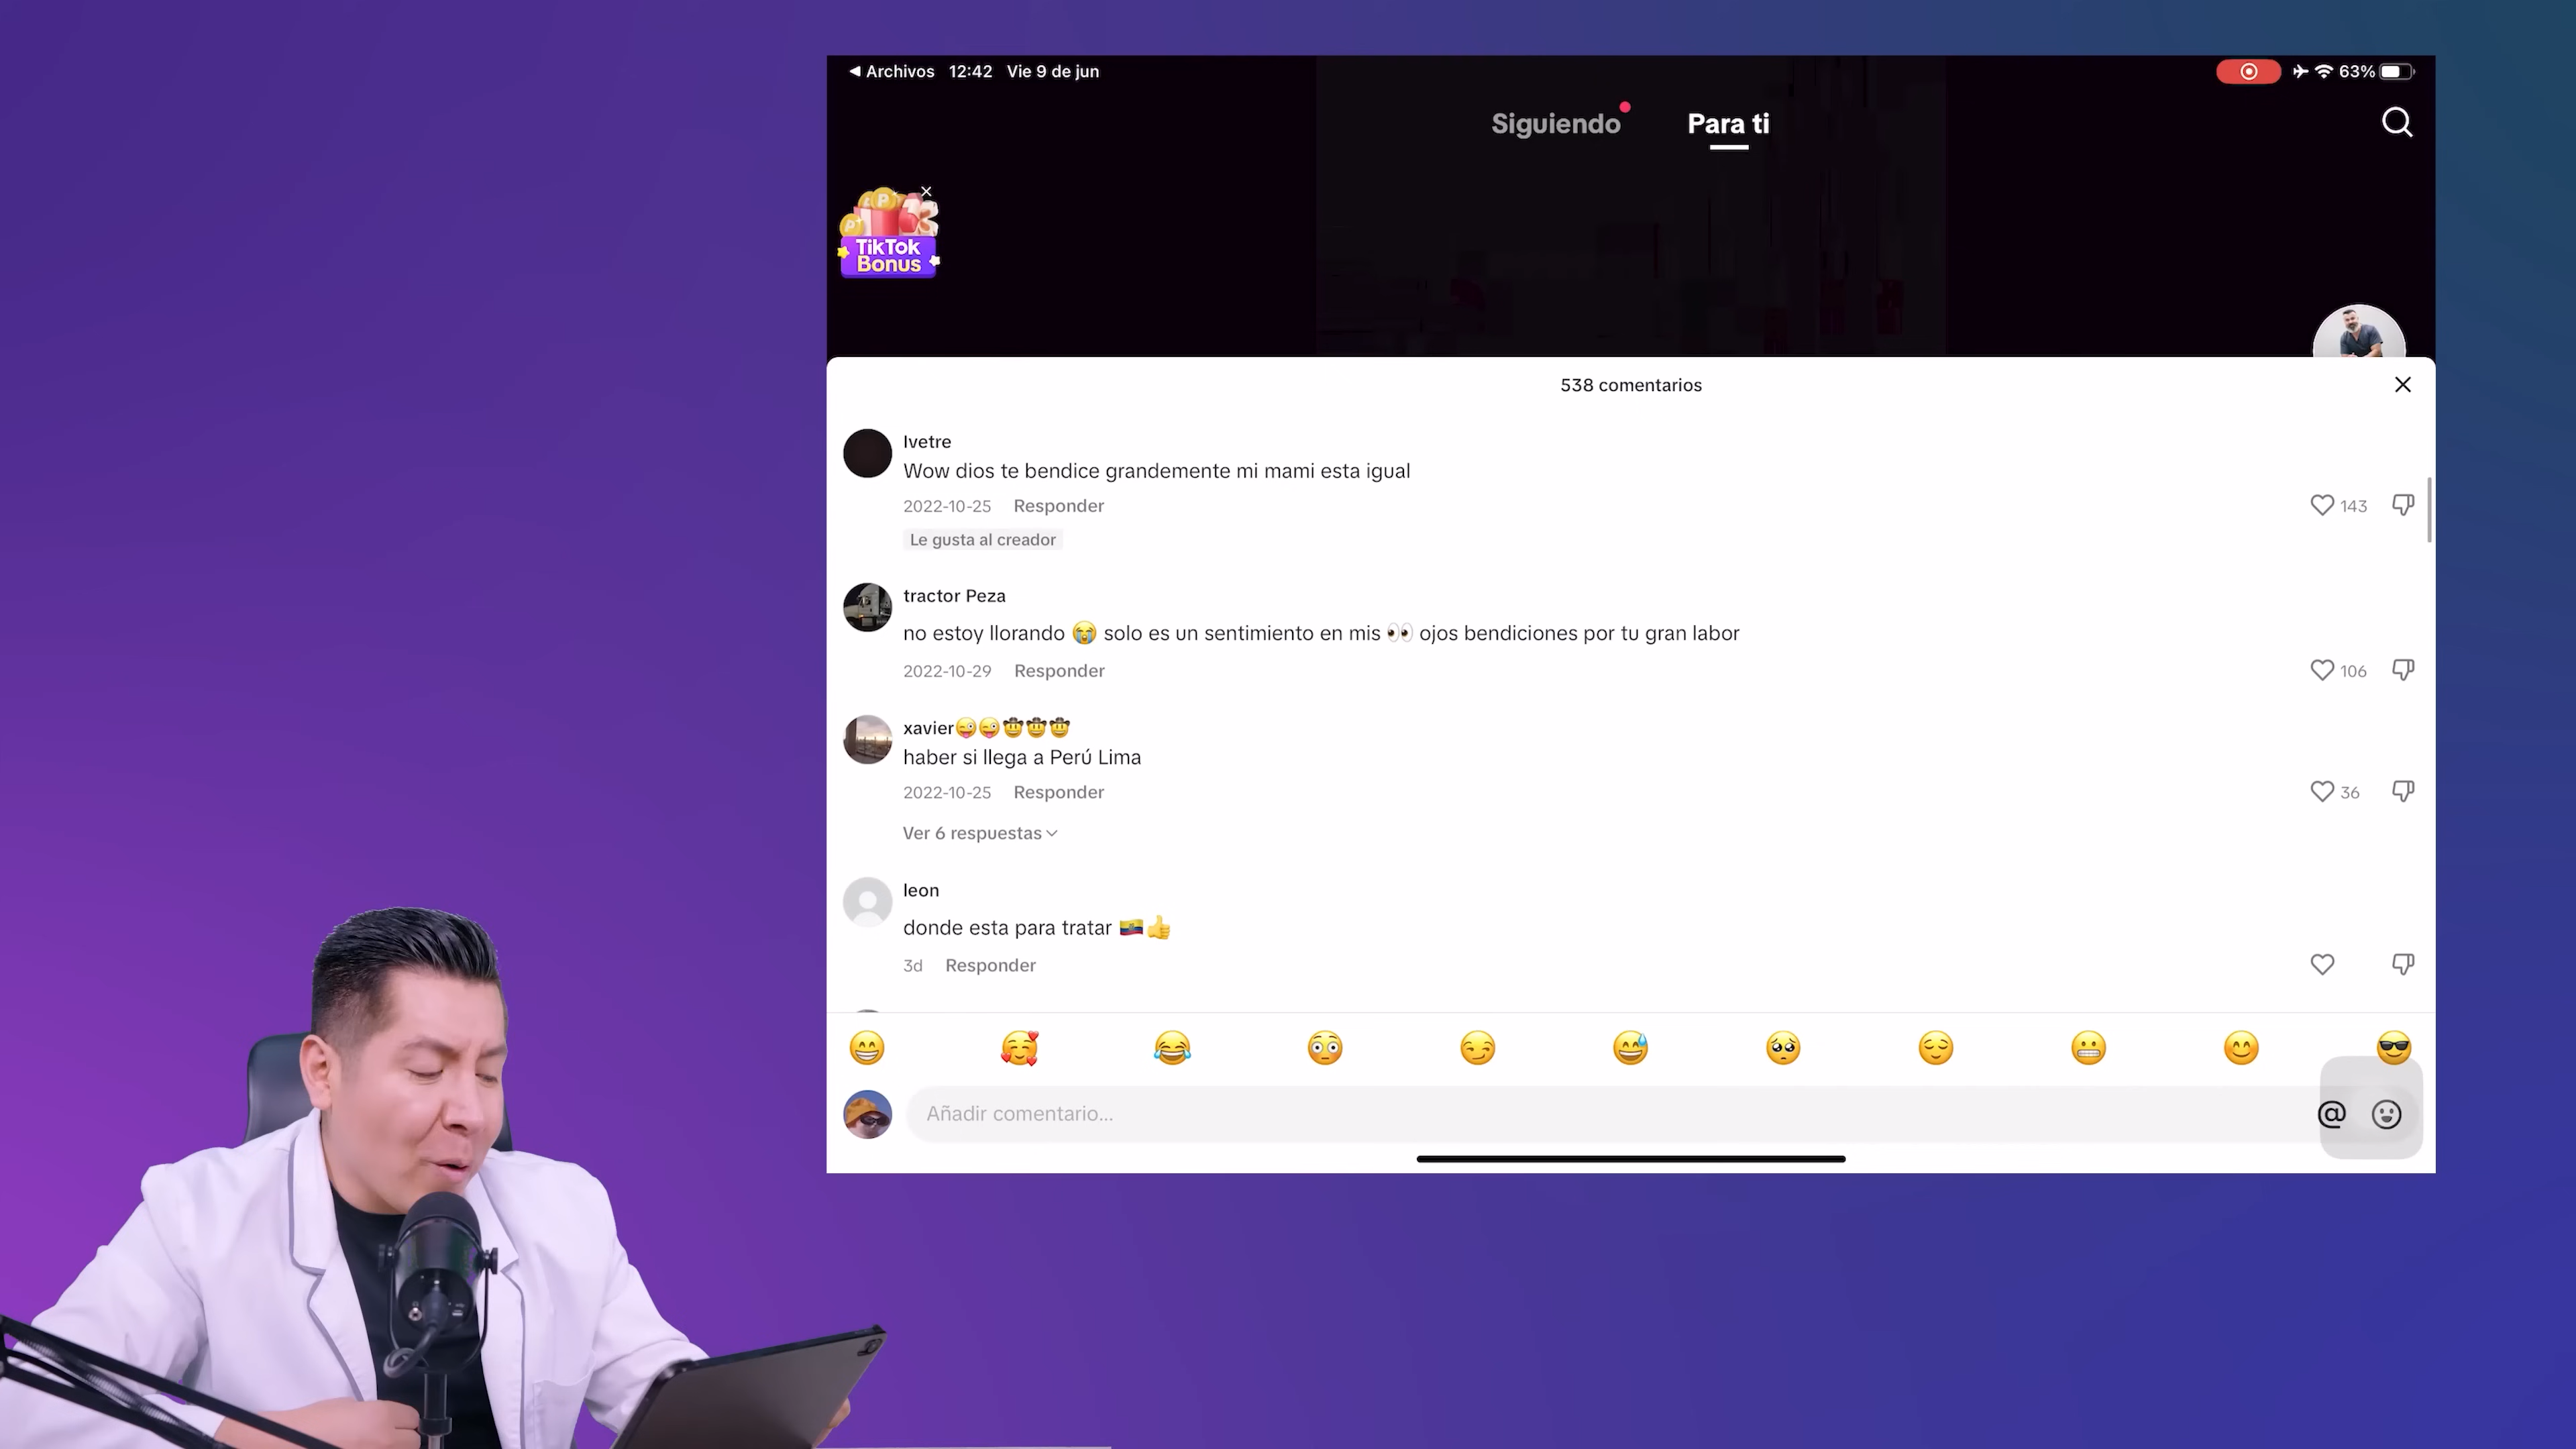 Archivos 12:42 Vie 9 de jun 63%
Siguiendo Para ti
TikTok
Bonus
538 comentarios
Ivetre
Wow dios te bendice grandemente mi mami esta igual
2022-10-25 Responder 143
Le gusta al creador
tractor Peza
no estoy llorando 😭 solo es un sentimiento en mis 👀 ojos bendiciones por tu gran labor
2022-10-29 Responder 106
xavier😜😜🤠🤠🤠
haber si llega a Perú Lima
2022-10-25 Responder 36
Ver 6 respuestas
leon
donde esta para tratar 🇪🇨👍
3d Responder
Añadir comentario... @